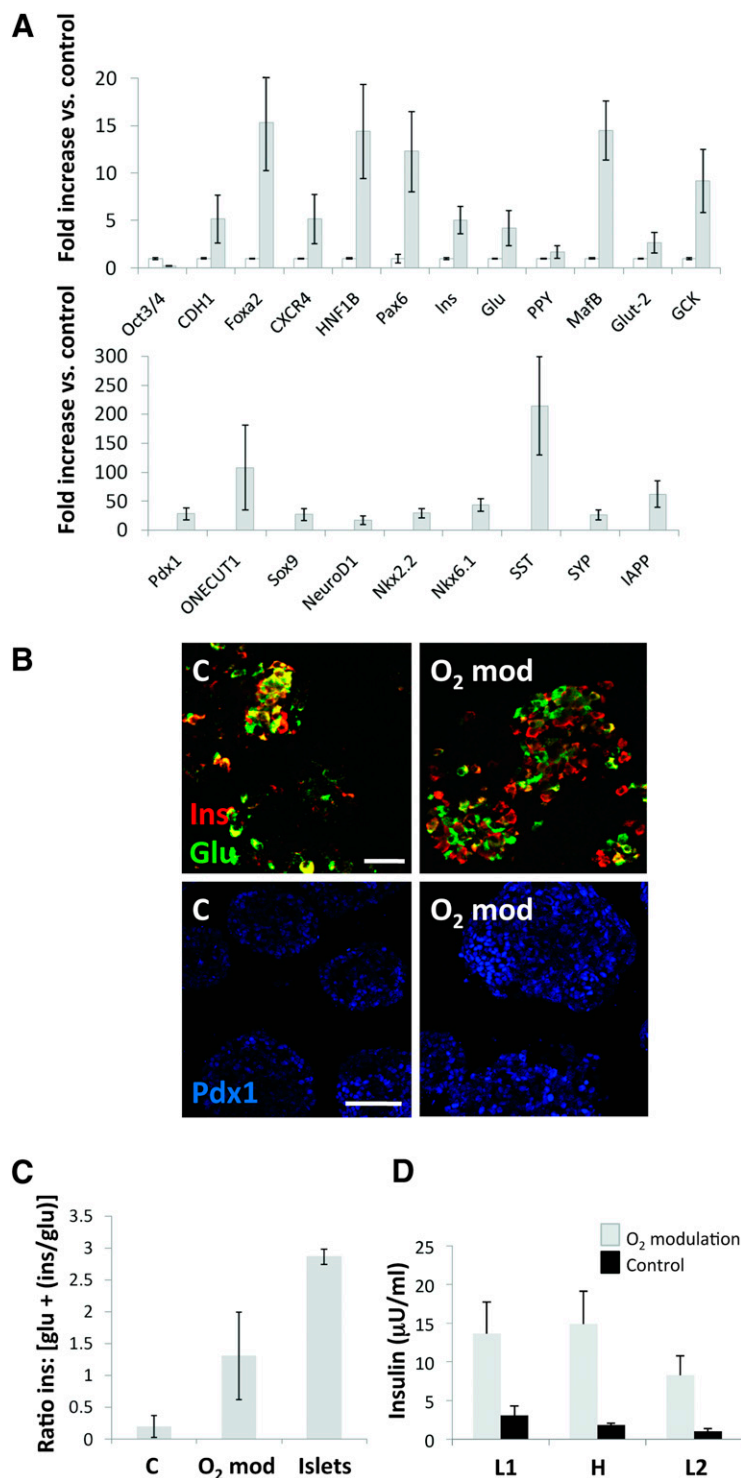 A
Fold increase vs. control
20
15
10
5
0
Oct3/4
CDH1
Foxa2
CXCR4
HNF1B
Pax6
Ins
Glu
PPY
MafB
Glut-2
GCK
Fold increase vs. control
300
250
200
150
100
50
0
Pdx1
ONECUT1
Sox9
NeuroD1
Nkx2.2
Nkx6.1
SST
SYP
IAPP
B
C
O₂ mod
Ins
Glu
C
O₂ mod
Pdx1
C
Ratio ins: [glu + (ins/glu)]
3.5
3
2.5
2
1.5
1
0.5
0
C
O₂ mod
Islets
D
O₂ modulation
Control
Insulin (µU/ml)
25
20
15
10
5
0
L1
H
L2